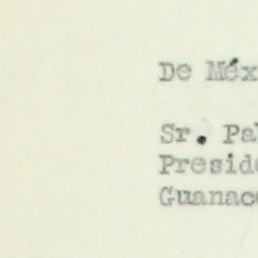 De Méx
Sr. Pa
Preside
Guanac